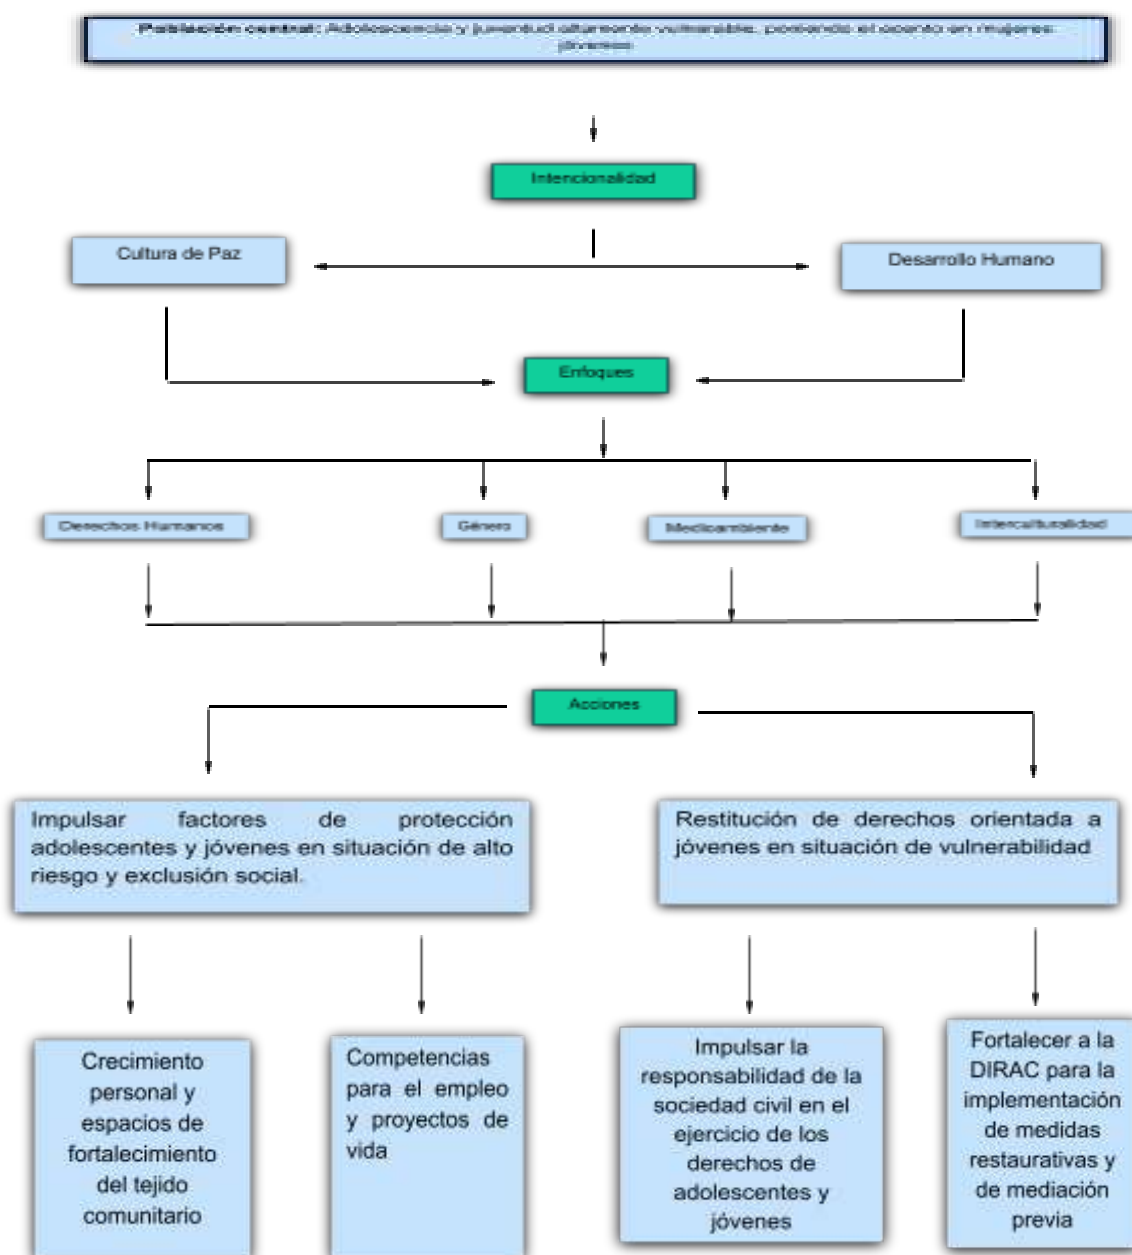 Población central: Adolescencia y juventud altamente vulnerable, poniendo el acento en mujeres
jóvenes
Intencionalidad
Cultura de Paz
Desarrollo Humano
Enfoques
Derechos Humanos
Género
Medioambiente
Interculturalidad
Acciones
Impulsar factores de protección
adolescentes y jóvenes en situación de alto
riesgo y exclusión social.
Restitución de derechos orientada a
jóvenes en situación de vulnerabilidad
Crecimiento
personal y
espacios de
fortalecimiento
del tejido
comunitario
Competencias
para el empleo
y proyectos de
vida
Impulsar la
responsabilidad de la
sociedad civil en el
ejercicio de los
derechos de
adolescentes y
jóvenes
Fortalecer a la
DIRAC para la
implementación
de medidas
restaurativas y
de mediación
previa